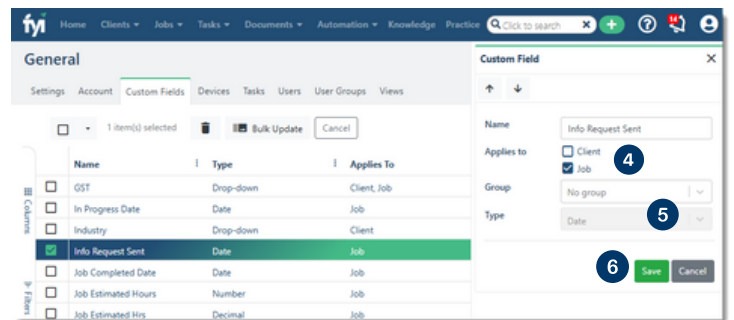 fyi Home Clients Jobs Tasks Documents Automation Knowledge Practice Click to search x + ? 14 
General
Settings Account Custom Fields Devices Tasks Users User Groups Views
1 item(s) selected Bulk Update Cancel
Name Type Applies To
GST Drop-down Client, Job
In Progress Date Date Job
Industry Drop-down Client
Info Request Sent Date Job
Job Completed Date Date Job
Job Estimated Hours Number Job
Job Estimated Hrs Decimal Job
Columns
Filters
Custom Field X
Name Info Request Sent
Applies to Client 4
Job
Group No group
Type Date 5
6 Save Cancel